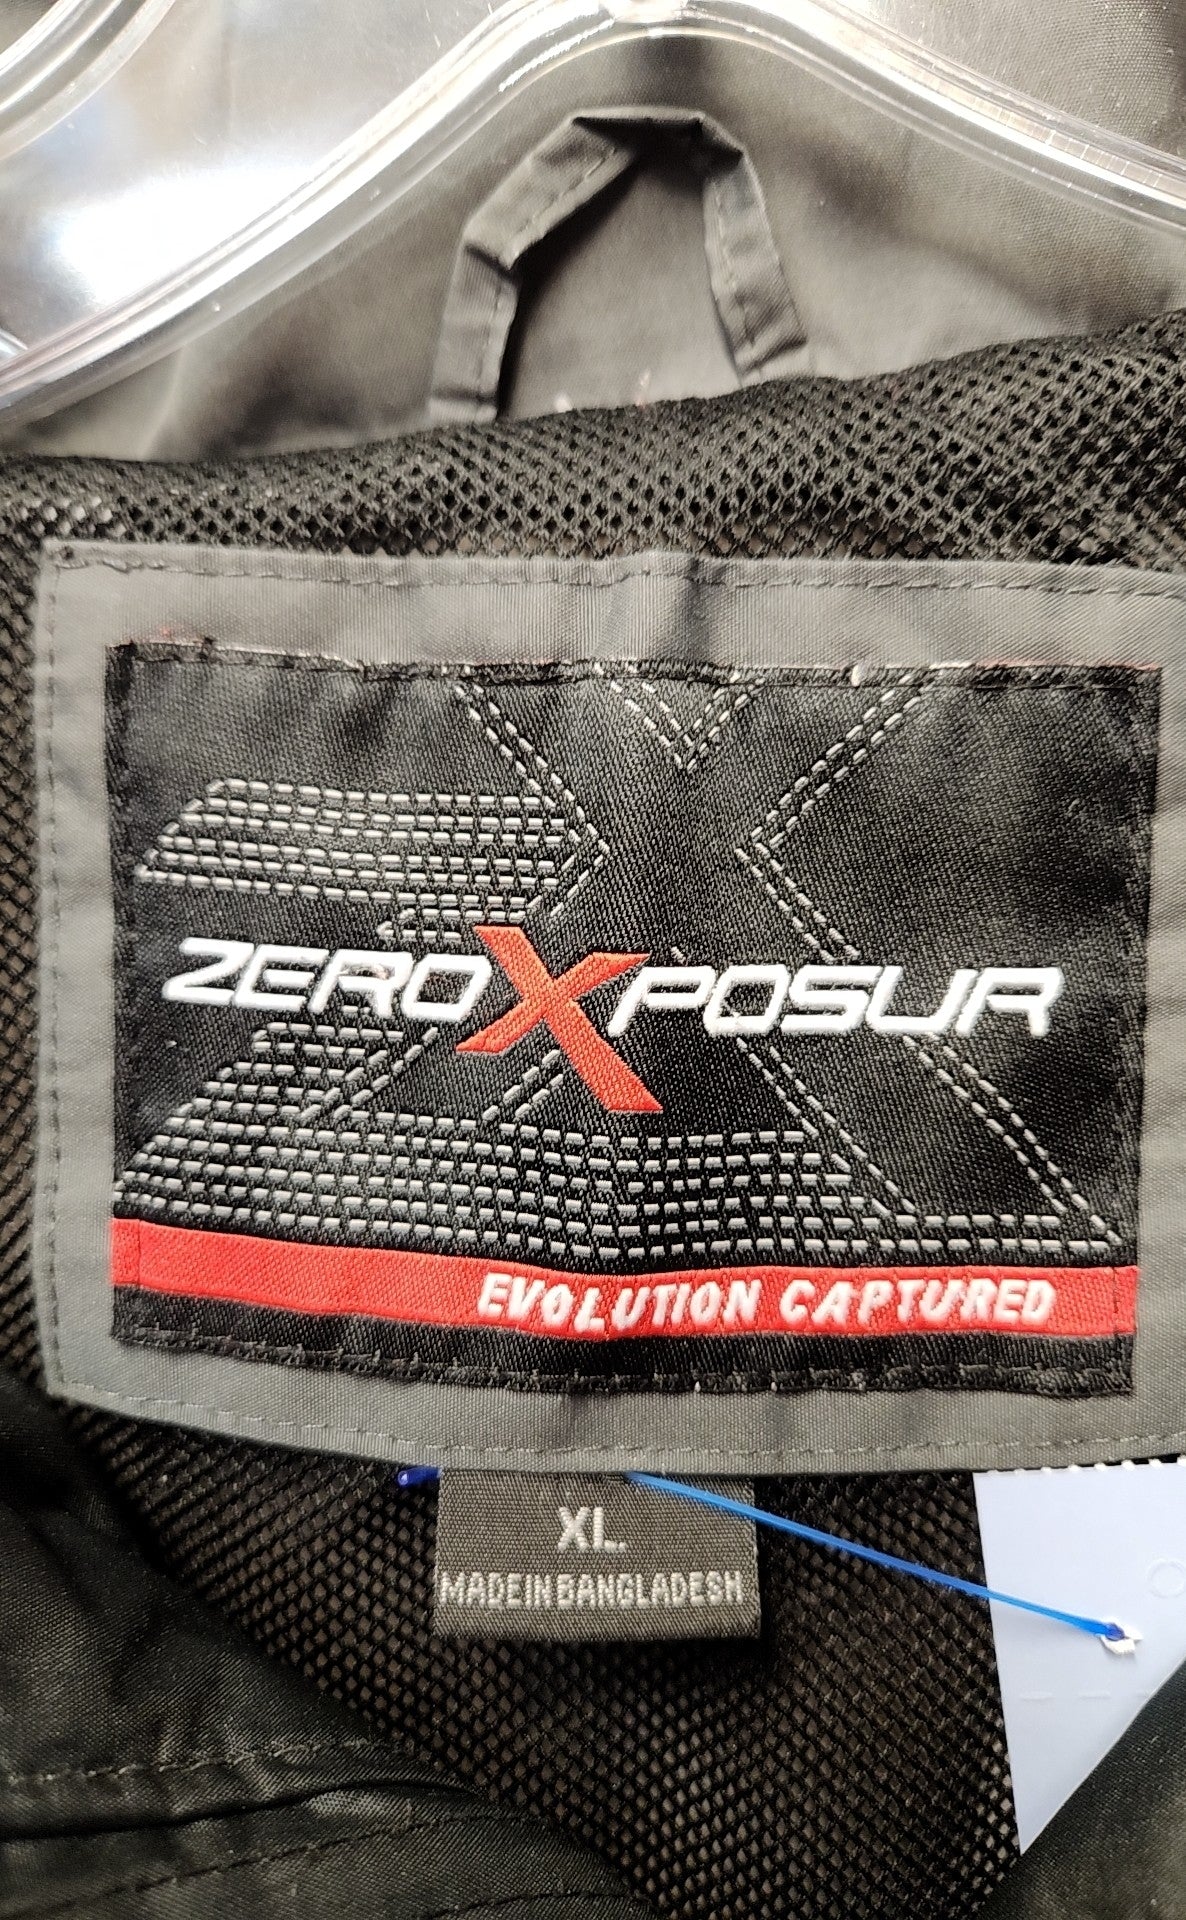 ZEROXPOSUR
EVOLUTION CAPTURED
XL
MADE IN BANGLADESH